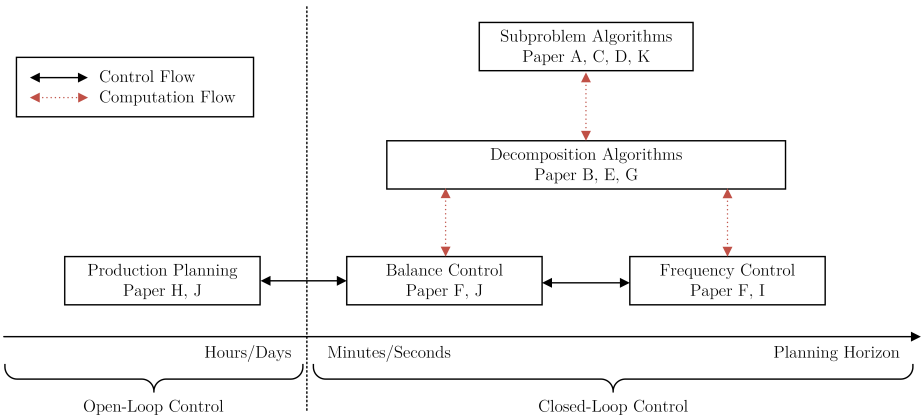 Subproblem Algorithms
Paper A, C, D, K
Control Flow
Computation Flow
Decomposition Algorithms
Paper B, E, G
Production Planning
Paper H, J
Balance Control
Paper F, J
Frequency Control
Paper F, I
Hours/Days
Minutes/Seconds
Planning Horizon
Open-Loop Control
Closed-Loop Control